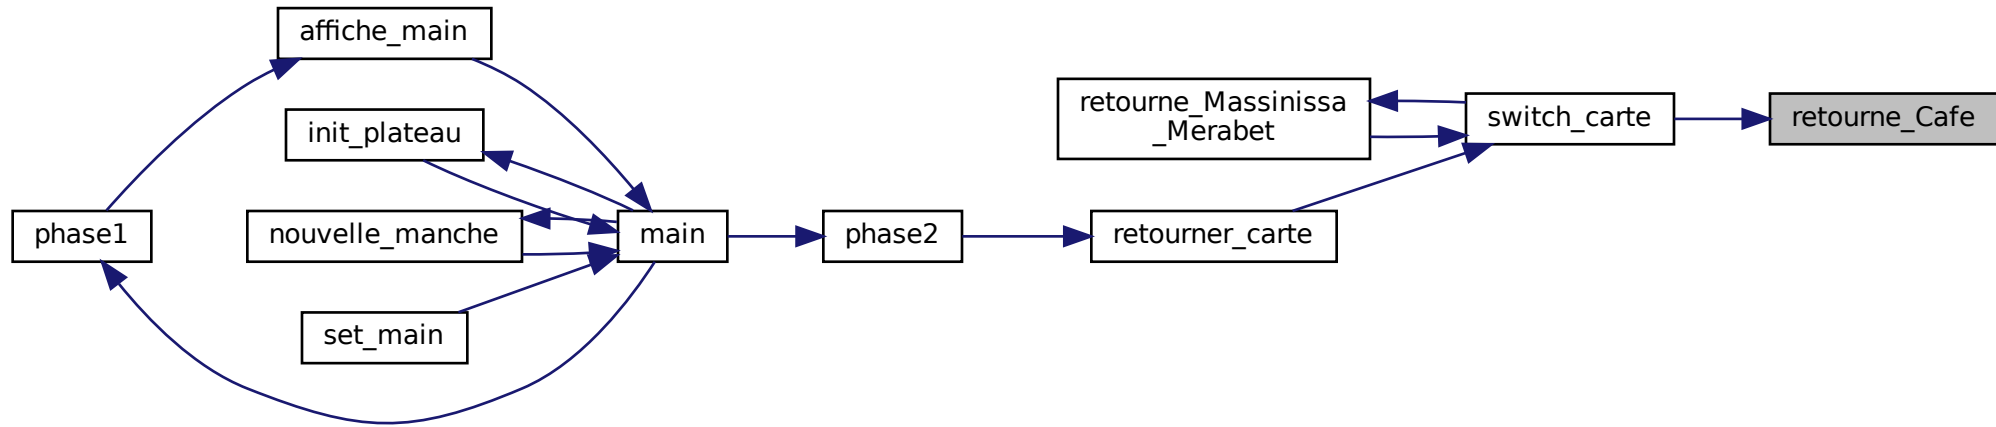 affiche_main
init_plateau
phase1
nouvelle_manche
set_main
main
phase2
retourne_Massinissa
_Merabet
retourner_carte
switch_carte
retourne_Cafe